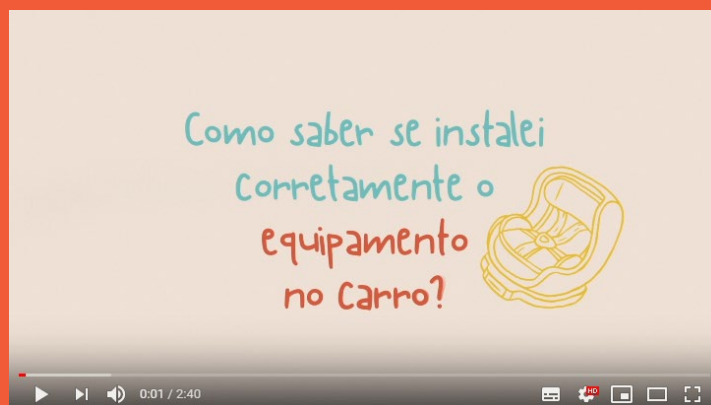 Como saber se instalei
corretamente o
equipamento
no carro?
0:01 / 2:40
HD